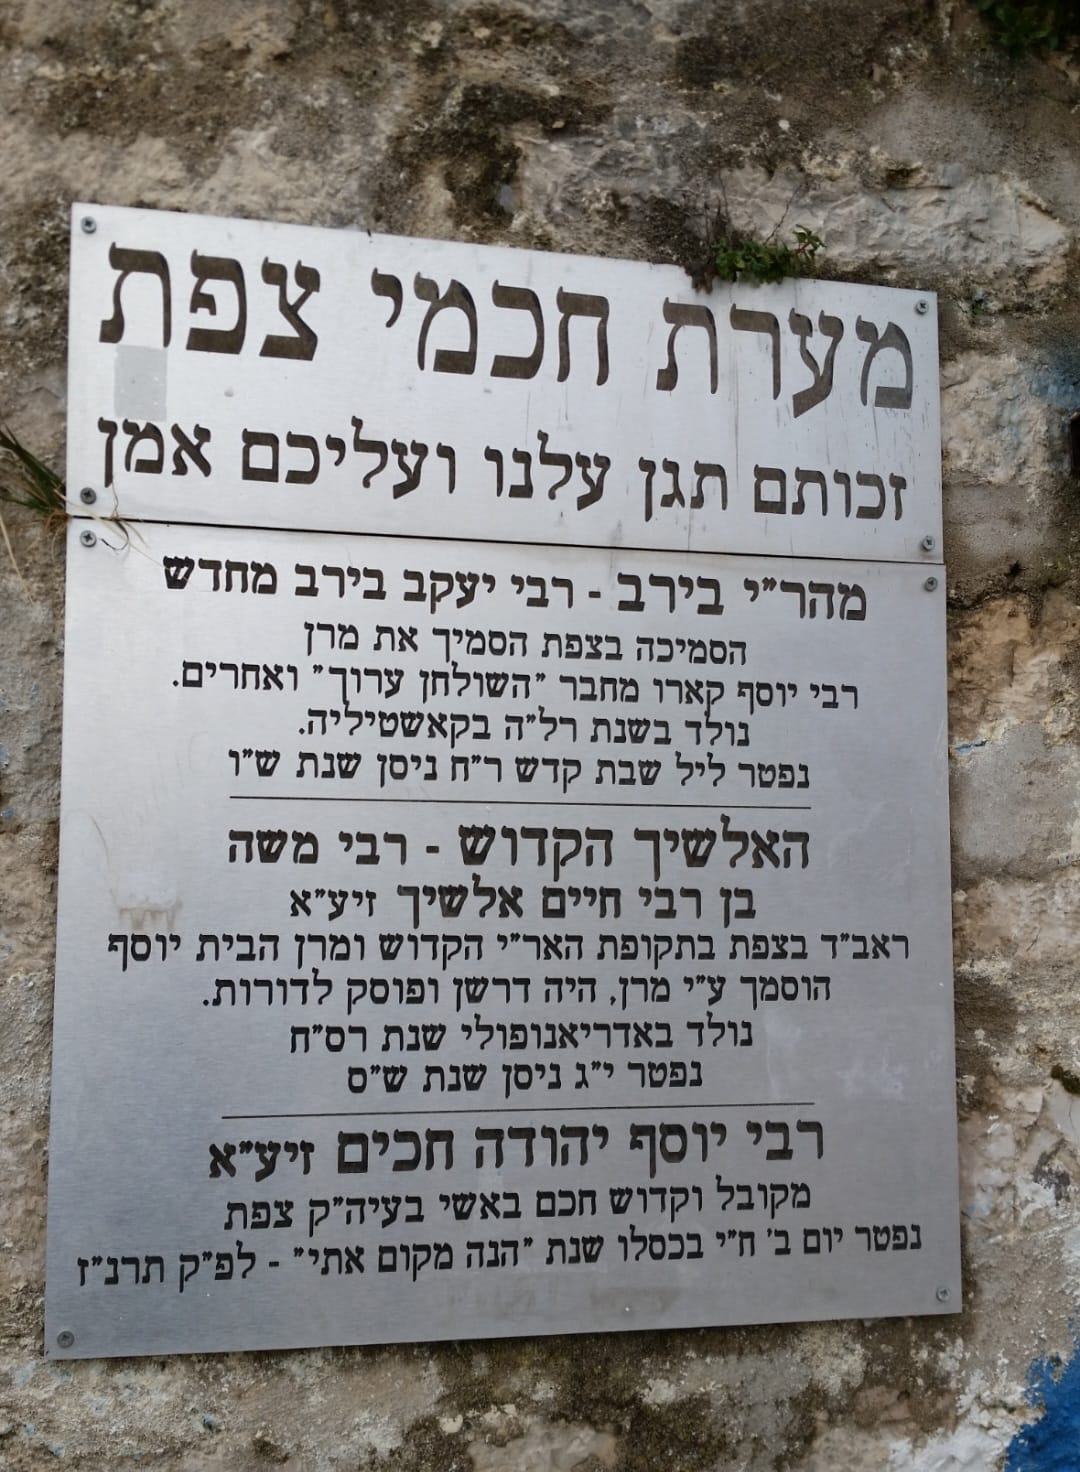 מערת חכמי צפת
זכותם תגן עלנו ועליכם אמן
מהר״י בירב - רבי יעקב בירב מחדש
הסמיכה בצפת הסמיך את מרן
רבי יוסף קארו מחבר ״השולחן ערוך״ ואחרים.
נולד בשנת רל״ה בקאשטיליה.
נפטר ליל שבת קדש ר״ח ניסן שנת ש״ו
האלשיך הקדוש - רבי משה
בן רבי חיים אלשיך זיע״א
ראב״ד בצפת בתקופת האר״י הקדוש ומרן הבית יוסף
הוסמך ע״י מרן, היה דרשן ופוסק לדורות.
נולד באדריאנופולי שנת רס״ח
נפטר י״ג ניסן שנת ש״ס
רבי יוסף יהודה חכים זיע״א
מקובל וקדוש חכם באשי בעיה״ק צפת
נפטר יום ב׳ ח״י בכסלו שנת ״הנה מקום אתי״ - לפ״ק תרנ״ז